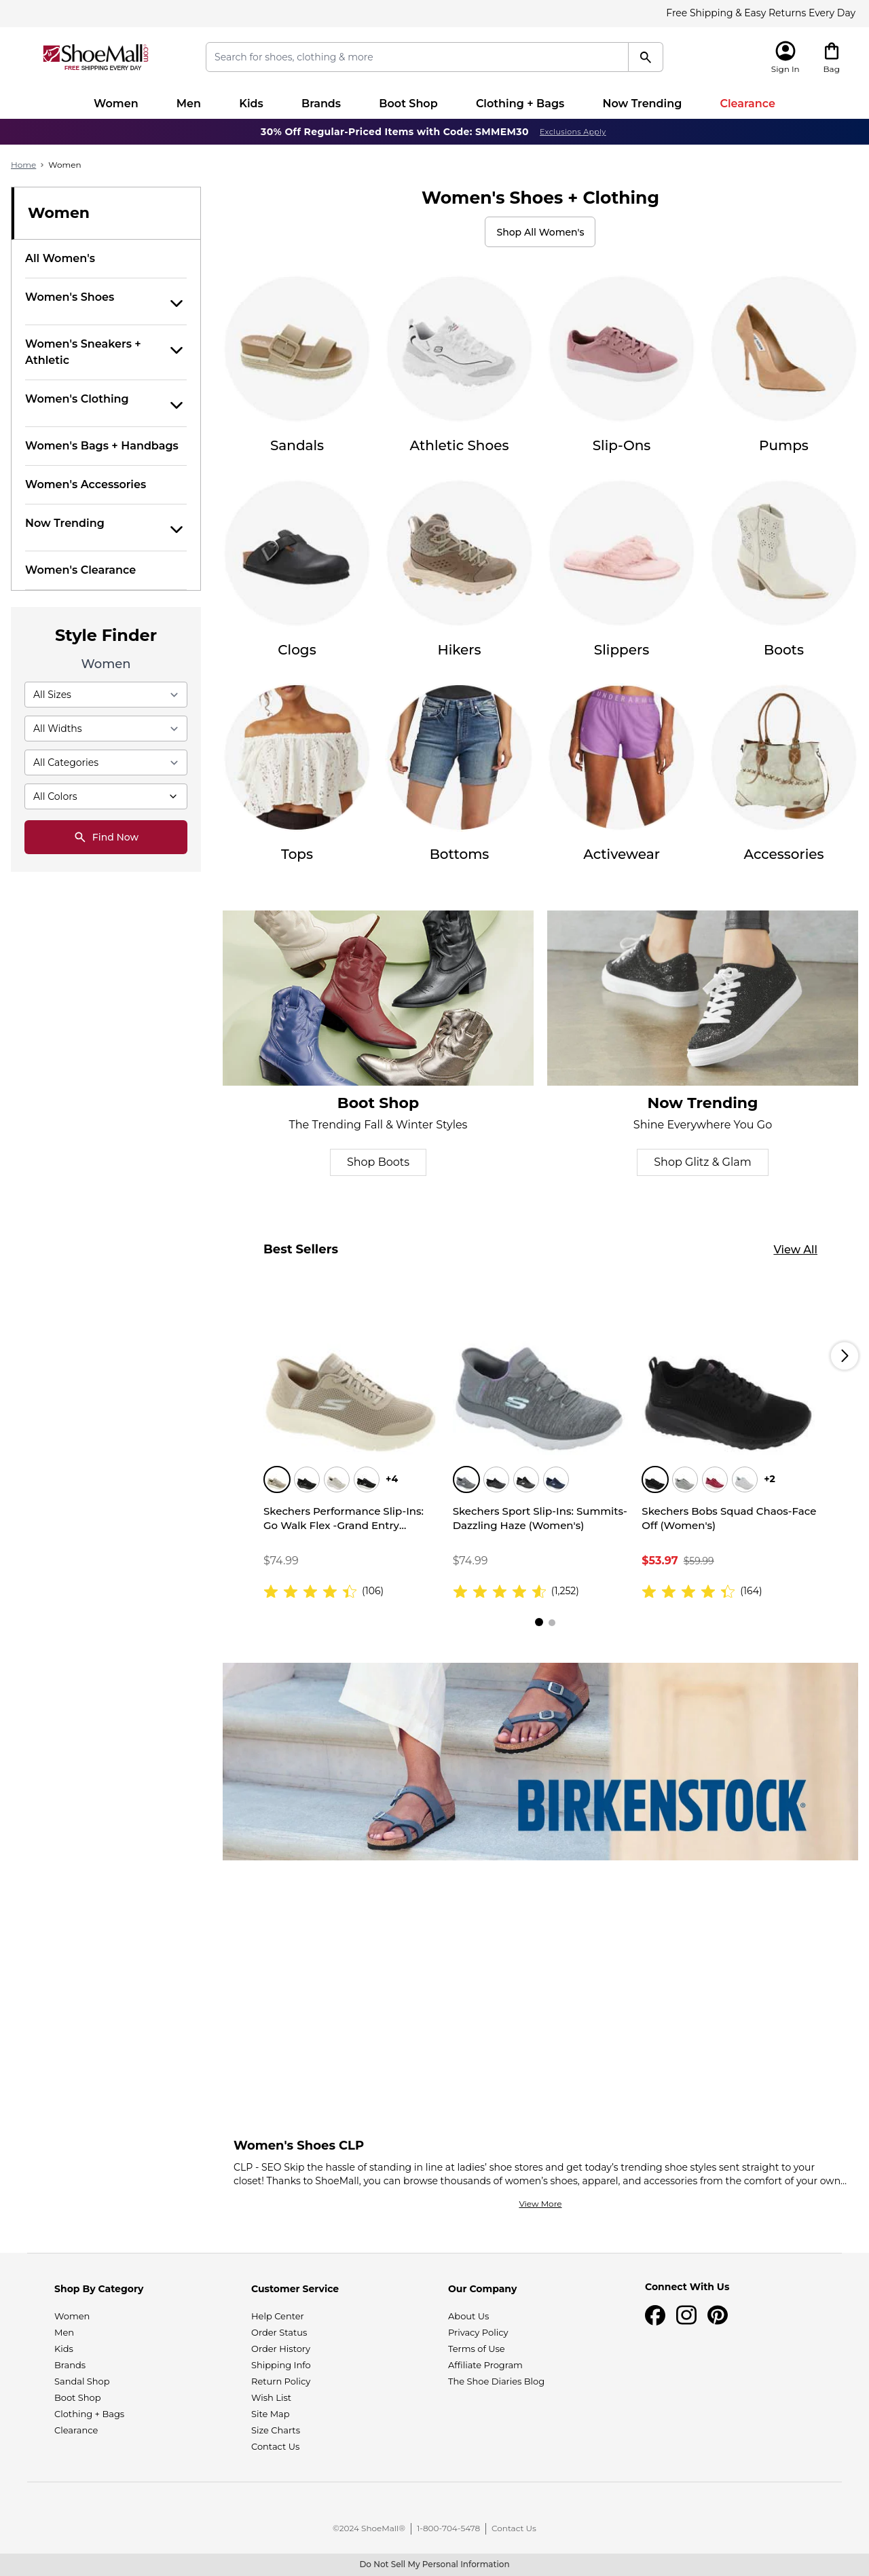 Free Shipping & Easy Returns Every Day
ShoeMall.com
FREE SHIPPING EVERY DAY
Search for shoes, clothing & more
Sign In
Bag
Women
Men
Kids
Brands
Boot Shop
Clothing + Bags
Now Trending
Clearance
30% Off Regular-Priced Items with Code: SMMEM30
Exclusions Apply
Home > Women
Women
All Women's
Women's Shoes
Women's Sneakers +
Athletic
Women's Clothing
Women's Bags + Handbags
Women's Accessories
Now Trending
Women's Clearance
Style Finder
Women
All Sizes
All Widths
All Categories
All Colors
Find Now
Women's Shoes + Clothing
Shop All Women's
Sandals
Athletic Shoes
Slip-Ons
Pumps
Clogs
Hikers
Slippers
Boots
UNDER ARMOUR
Tops
Bottoms
Activewear
Accessories
Boot Shop
The Trending Fall & Winter Styles
Shop Boots
Now Trending
Shine Everywhere You Go
Shop Glitz & Glam
Best Sellers
View All
+4
Skechers Performance Slip-Ins:
Go Walk Flex -Grand Entry...
$74.99
(106)
Skechers Sport Slip-Ins: Summits-
Dazzling Haze (Women's)
$74.99
(1,252)
+2
Skechers Bobs Squad Chaos-Face
Off (Women's)
$53.97 $59.99
(164)
BIRKENSTOCK®
Women's Shoes CLP
CLP - SEO Skip the hassle of standing in line at ladies’ shoe stores and get today’s trending shoe styles sent straight to your
closet! Thanks to ShoeMall, you can browse thousands of women’s shoes, apparel, and accessories from the comfort of your own...
View More
Shop By Category
Women
Men
Kids
Brands
Sandal Shop
Boot Shop
Clothing + Bags
Clearance
Customer Service
Help Center
Order Status
Order History
Shipping Info
Return Policy
Wish List
Site Map
Size Charts
Contact Us
Our Company
About Us
Privacy Policy
Terms of Use
Affiliate Program
The Shoe Diaries Blog
Connect With Us
©2024 ShoeMall® | 1-800-704-5478 | Contact Us
Do Not Sell My Personal Information